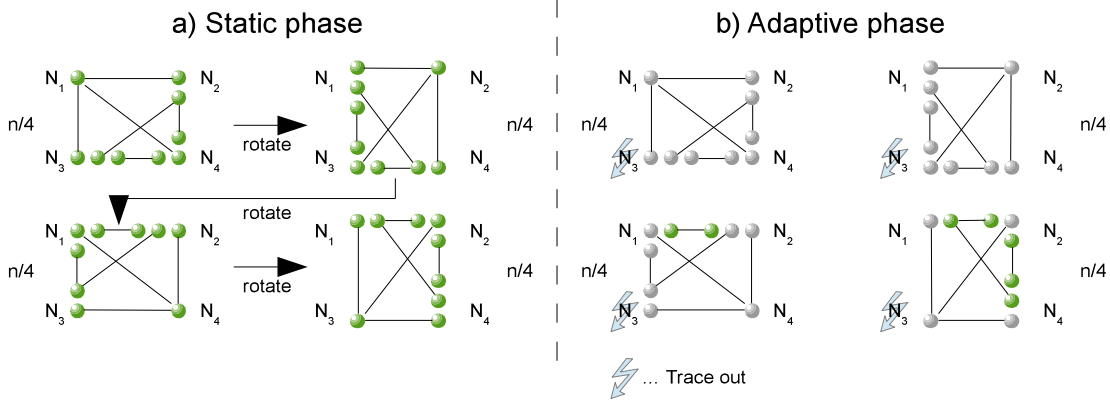 a) Static phase
b) Adaptive phase
N1 N2 N1 N2 N1 N2 N1 N2
n/4 rotate n/4 n/4 n/4
N3 N4 N3 N4 N3 N4 N3 N4
rotate
N1 N2 N1 N2 N1 N2 N1 N2
n/4 rotate n/4 n/4 n/4
N3 N4 N3 N4 N3 N4 N3 N4
... Trace out